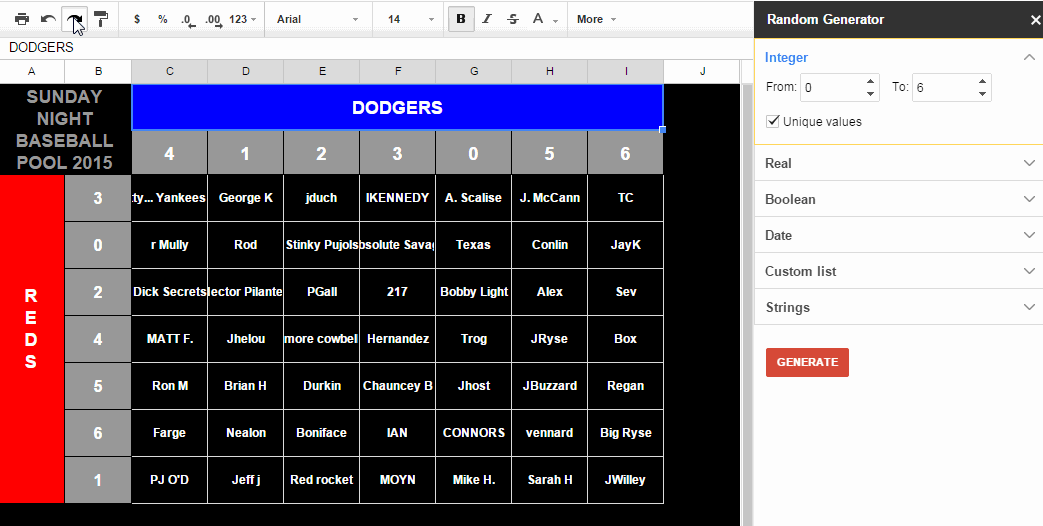 $ % .0 .00 123 Arial 14 B I S A More
DODGERS
A B C D E F G H I J
SUNDAY
NIGHT
BASEBALL
POOL 2015
DODGERS
4 1 2 3 0 5 6
REDS
3 ty... Yankees George K jduch IKENNEDY A. Scalise J. McCann TC
0 r Mully Rod Stinky Pujols bsolute Savag Texas Conlin JayK
2 Dick Secrets lector Pilante PGall 217 Bobby Light Alex Sev
4 MATT F. Jhelou more cowbell Hernandez Trog JRyse Box
5 Ron M Brian H Durkin Chauncey B Jhost JBuzzard Regan
6 Farge Nealon Boniface IAN CONNORS vennard Big Ryse
1 PJ O'D Jeff j Red rocket MOYN Mike H. Sarah H JWilley
Random Generator ×
Integer
From: 0 To: 6
Unique values
Real
Boolean
Date
Custom list
Strings
GENERATE